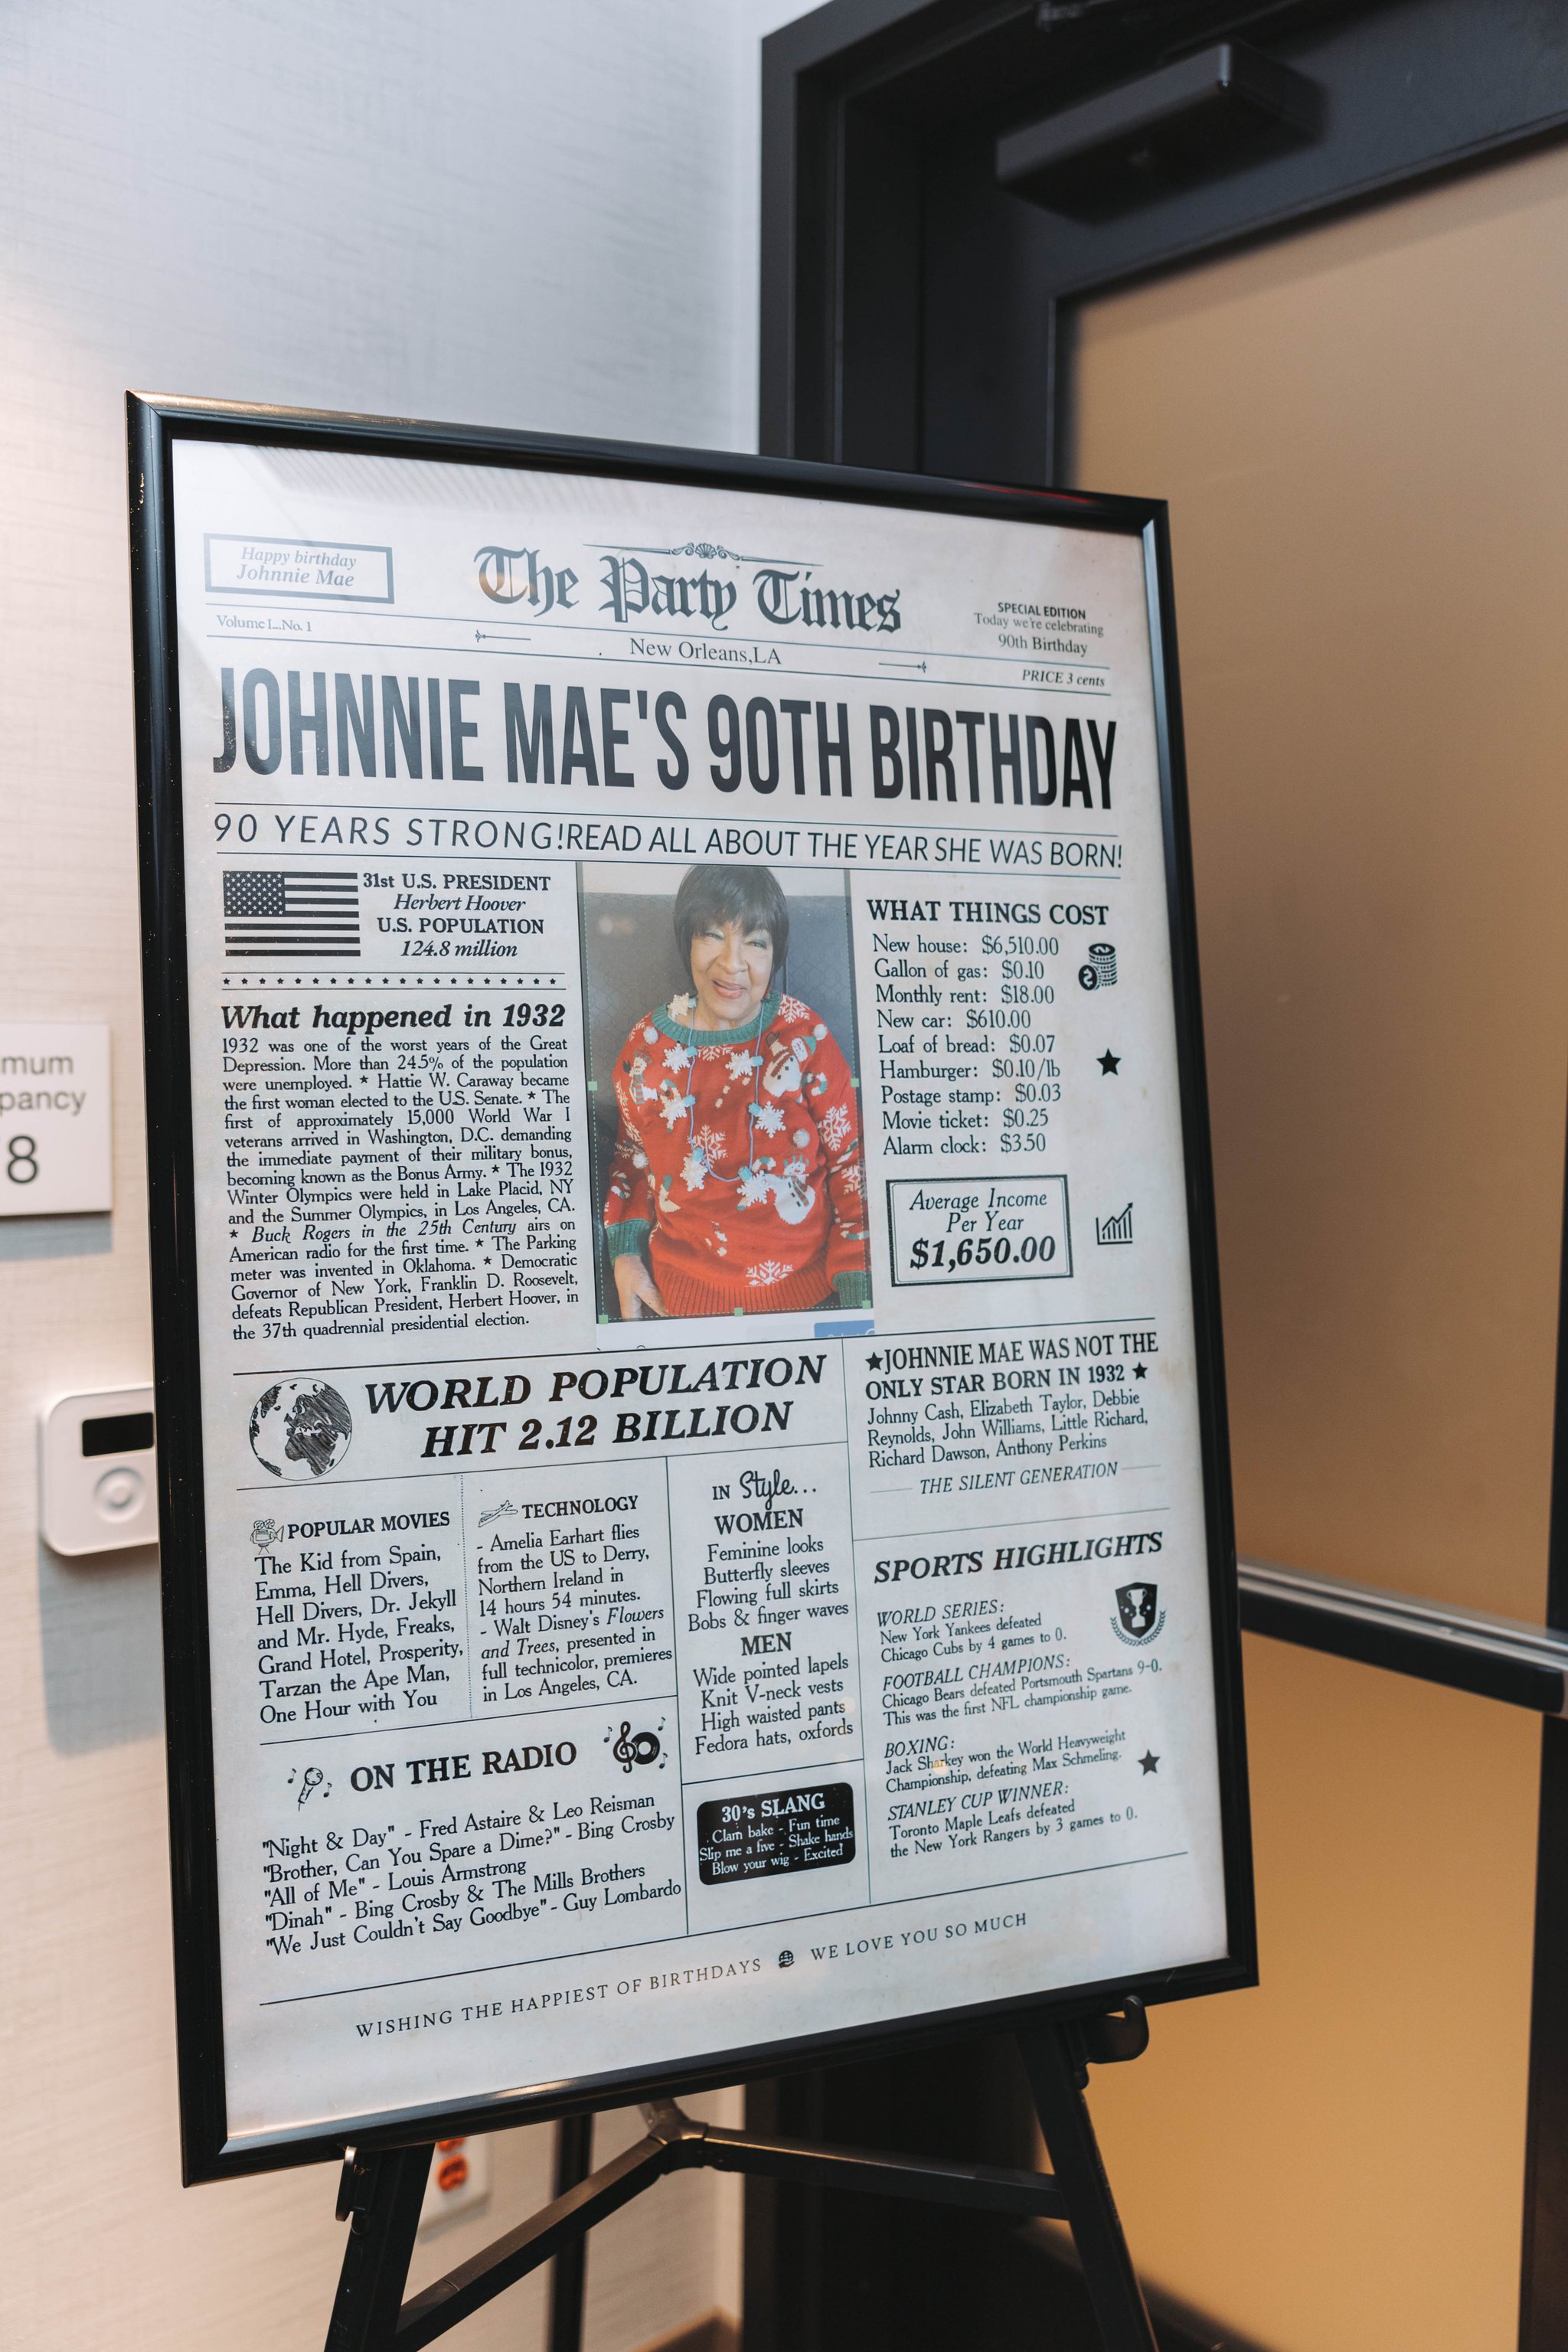 mum
pancy
8
Happy birthday
Johnnie Mae
The Party Times
SPECIAL EDITION
Today we're celebrating
90th Birthday
Volume L..No. 1
New Orleans,LA
PRICE 3 cents
JOHNNIE MAE'S 90TH BIRTHDAY
90 YEARS STRONG!READ ALL ABOUT THE YEAR SHE WAS BORN!
31st U.S. PRESIDENT
Herbert Hoover
U.S. POPULATION
124.8 million
What happened in 1932
1932 was one of the worst years of the Great
Depression. More than 24.5% of the population
were unemployed. * Hattie W. Caraway became
the first woman elected to the U.S. Senate. * The
first of approximately 15,000 World War I
veterans arrived in Washington, D.C. demanding
the immediate payment of their military bonus,
becoming known as the Bonus Army. * The 1932
Winter Olympics were held in Lake Placid, NY
and the Summer Olympics, in Los Angeles, CA.
* Buck Rogers in the 25th Century airs on
American radio for the first time. * The Parking
meter was invented in Oklahoma. * Democratic
Governor of New York, Franklin D. Roosevelt,
defeats Republican President, Herbert Hoover, in
the 37th quadrennial presidential election.
WHAT THINGS COST
New house: $6,510.00
Gallon of gas: $0.10
Monthly rent: $18.00
New car: $610.00
Loaf of bread: $0.07
Hamburger: $0.10/lb
Postage stamp: $0.03
Movie ticket: $0.25
Alarm clock: $3.50
Average Income
Per Year
$1,650.00
WORLD POPULATION
HIT 2.12 BILLION
★JOHNNIE MAE WAS NOT THE
ONLY STAR BORN IN 1932 ★
Johnny Cash, Elizabeth Taylor, Debbie
Reynolds, John Williams, Little Richard,
Richard Dawson, Anthony Perkins
THE SILENT GENERATION
POPULAR MOVIES
The Kid from Spain,
Emma, Hell Divers,
Hell Divers, Dr. Jekyll
and Mr. Hyde, Freaks,
Grand Hotel, Prosperity,
Tarzan the Ape Man,
One Hour with You
TECHNOLOGY
- Amelia Earhart flies
from the US to Derry,
Northern Ireland in
14 hours 54 minutes.
- Walt Disney's Flowers
and Trees, presented in
full technicolor, premieres
in Los Angeles, CA.
IN Style...
WOMEN
Feminine looks
Butterfly sleeves
Flowing full skirts
Bobs & finger waves
MEN
Wide pointed lapels
Knit V-neck vests
High waisted pants
Fedora hats, oxfords
SPORTS HIGHLIGHTS
WORLD SERIES:
New York Yankees defeated
Chicago Cubs by 4 games to 0.
FOOTBALL CHAMPIONS:
Chicago Bears defeated Portsmouth Spartans 9-0.
This was the first NFL championship game.
BOXING:
Jack Sharkey won the World Heavyweight
Championship, defeating Max Schmeling.
STANLEY CUP WINNER:
Toronto Maple Leafs defeated
the New York Rangers by 3 games to 0.
ON THE RADIO
"Night & Day" - Fred Astaire & Leo Reisman
"Brother, Can You Spare a Dime?" - Bing Crosby
"All of Me" - Louis Armstrong
"Dinah" - Bing Crosby & The Mills Brothers
"We Just Couldn't Say Goodbye" - Guy Lombardo
30's SLANG
Clam bake - Fun time
Slip me a five - Shake hands
Blow your wig - Excited
WISHING THE HAPPIEST OF BIRTHDAYS WE LOVE YOU SO MUCH